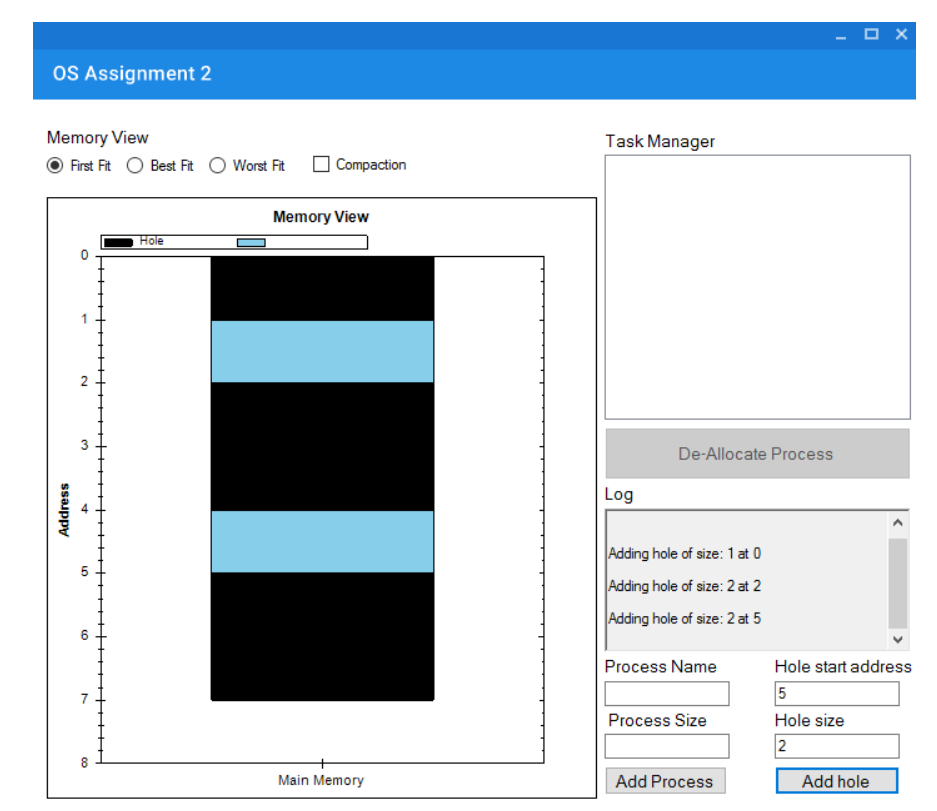 OS Assignment 2
Memory View
First Fit Best Fit Worst Fit Compaction
Memory View
Hole
0
1
2
3
4
5
6
7
8
Address
Main Memory
Task Manager
De-Allocate Process
Log
Adding hole of size: 1 at 0
Adding hole of size: 2 at 2
Adding hole of size: 2 at 5
Process Name Hole start address
5
Process Size Hole size
2
Add Process Add hole